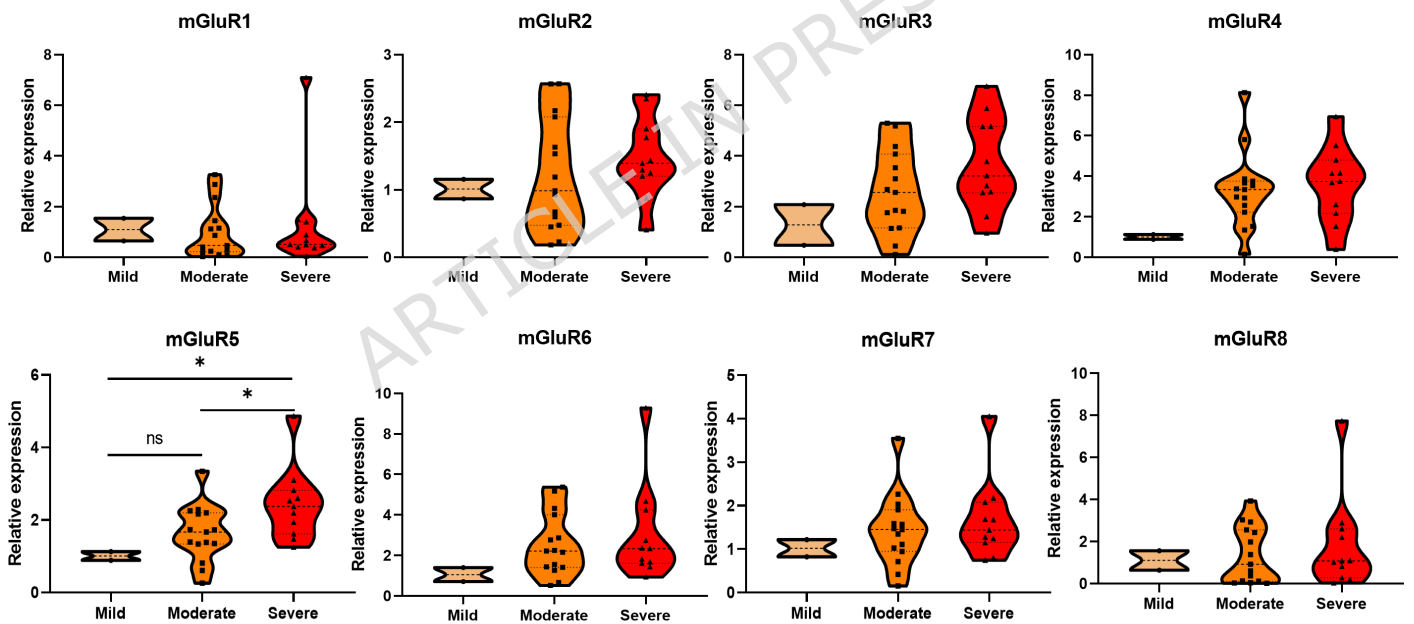 mGluR1
Relative expression
8
6
4
2
0
Mild Moderate Severe
mGluR2
Relative expression
3
2
1
0
Mild Moderate Severe
mGluR3
Relative expression
8
6
4
2
0
Mild Moderate Severe
mGluR4
Relative expression
10
8
6
4
2
0
Mild Moderate Severe
mGluR5
Relative expression
6
4
2
0
*
*
ns
Mild Moderate Severe
mGluR6
Relative expression
10
8
6
4
2
0
Mild Moderate Severe
mGluR7
Relative expression
5
4
3
2
1
0
Mild Moderate Severe
mGluR8
Relative expression
10
8
6
4
2
0
Mild Moderate Severe
ARTICLE IN PRES